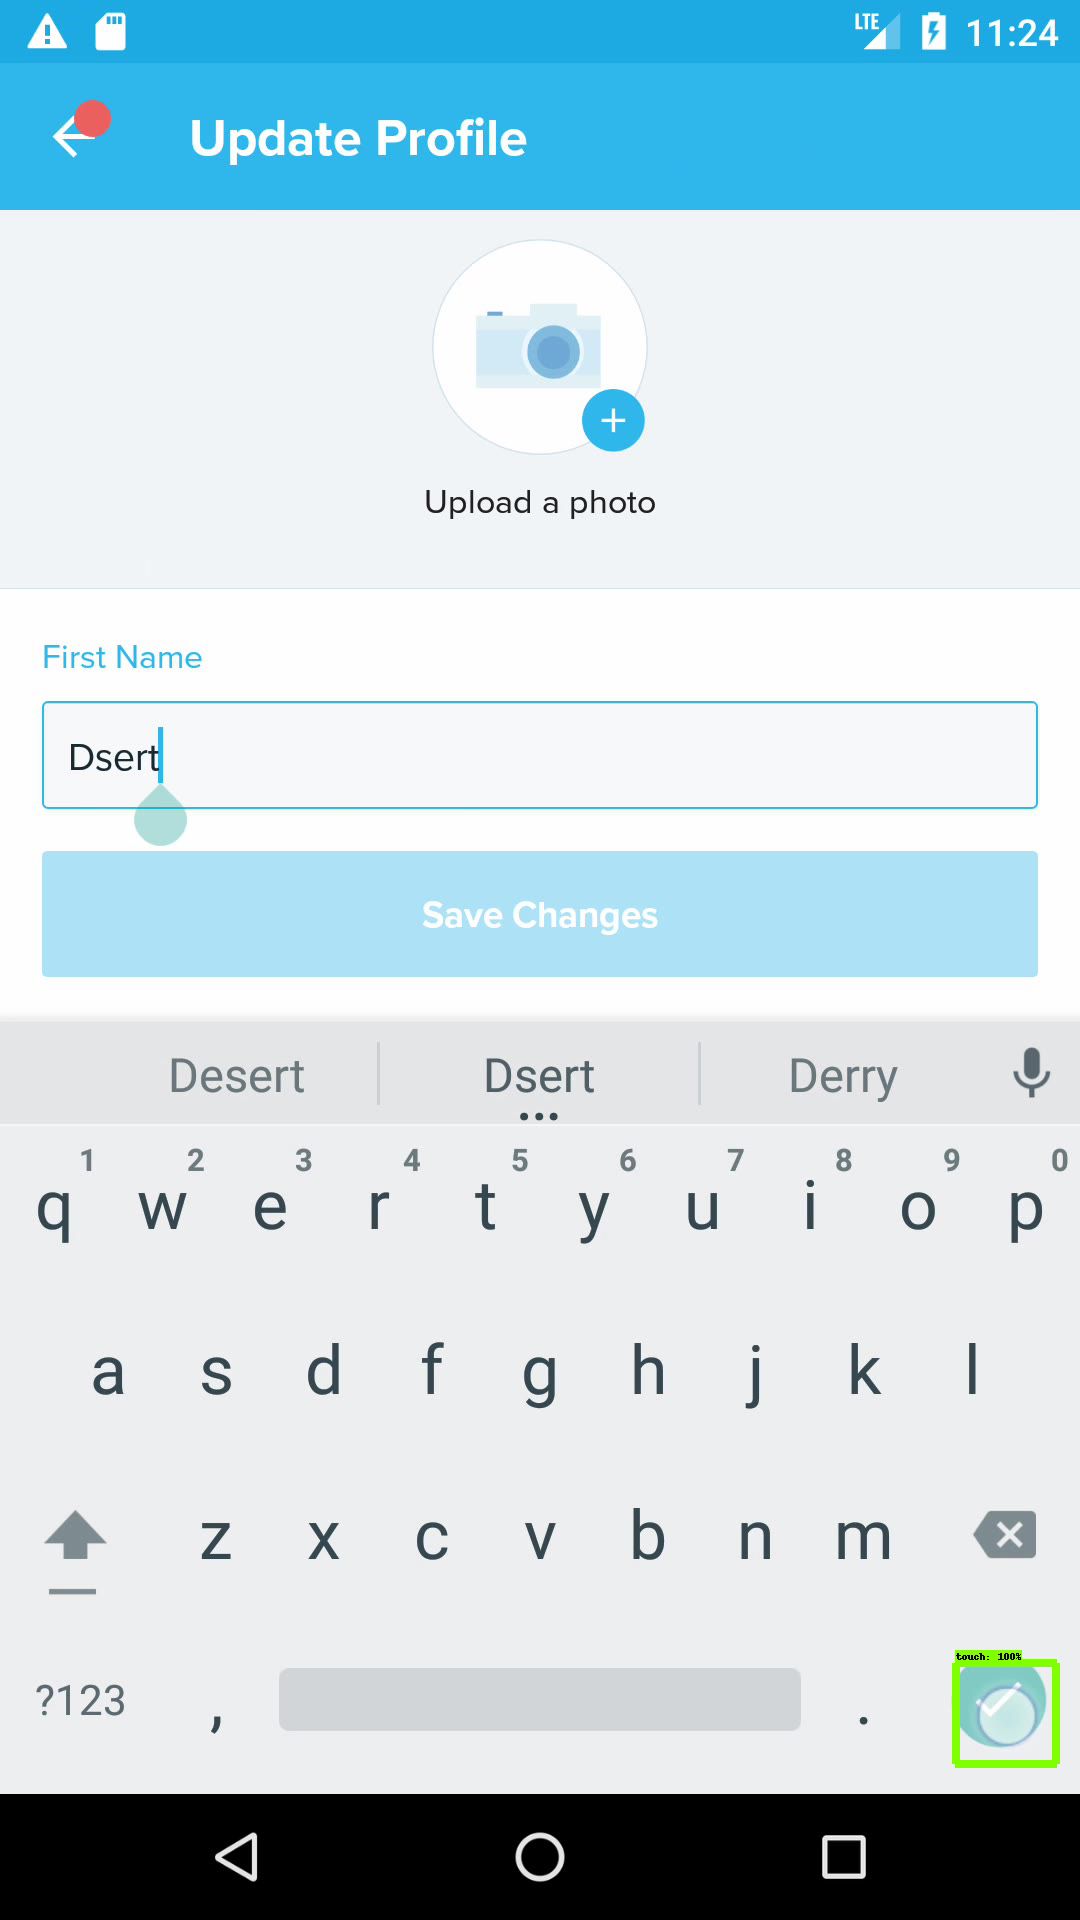 LTE 11:24
Update Profile
Upload a photo
First Name
Dsert
Save Changes
Desert Dsert Derry
1 2 3 4 5 6 7 8 9 0
q w e r t y u i o p
a s d f g h j k l
z x c v b n m
touch: 100%
?123 , .